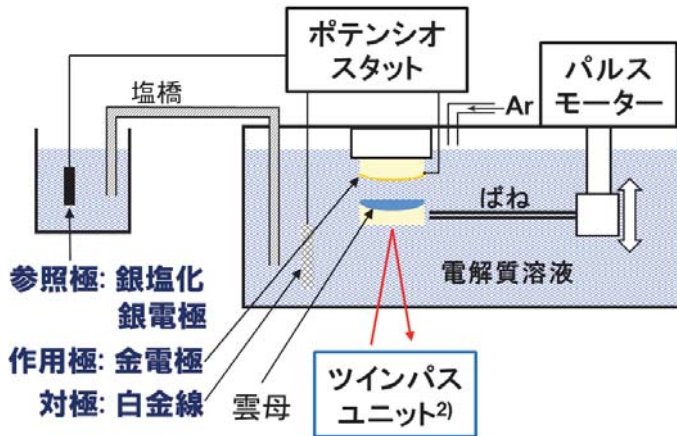 ポテンシオ
スタット
パルス
モーター
塩橋
Ar
ばね
電解質溶液
参照極: 銀塩化
銀電極
作用極: 金電極
対極: 白金線
雲母
ツインパス
ユニット2)